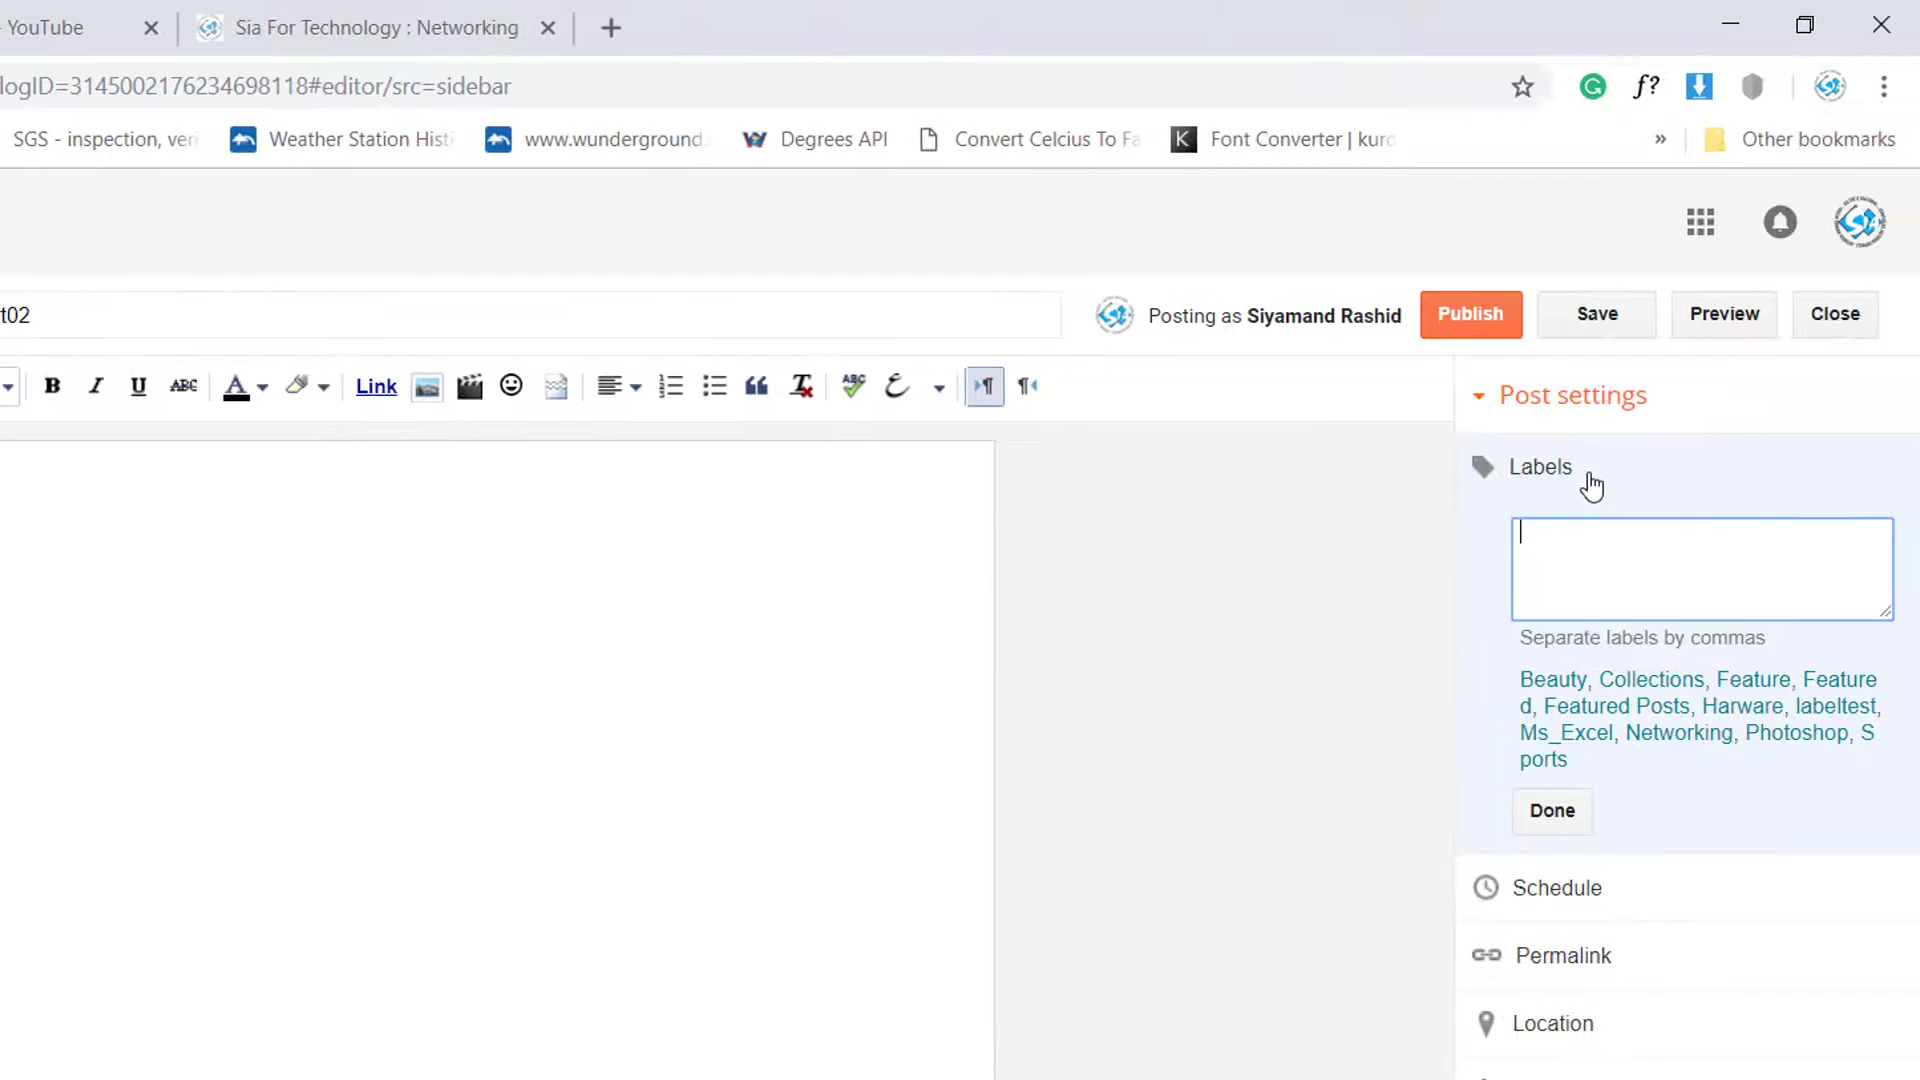 YouTube
Sia For Technology : Networking
logID=3145002176234698118#editor/src=sidebar
f?
SGS - inspection, ver
Weather Station Hist
www.wunderground.
Degrees API
Convert Celcius To Fa
K
Font Converter | kuro
»
Other bookmarks
t02
Posting as Siyamand Rashid
Publish
Save
Preview
Close
B I U ABC A Link
Post settings
Labels
Separate labels by commas
Beauty, Collections, Feature, Feature
d, Featured Posts, Harware, labeltest,
Ms_Excel, Networking, Photoshop, S
ports
Done
Schedule
Permalink
Location